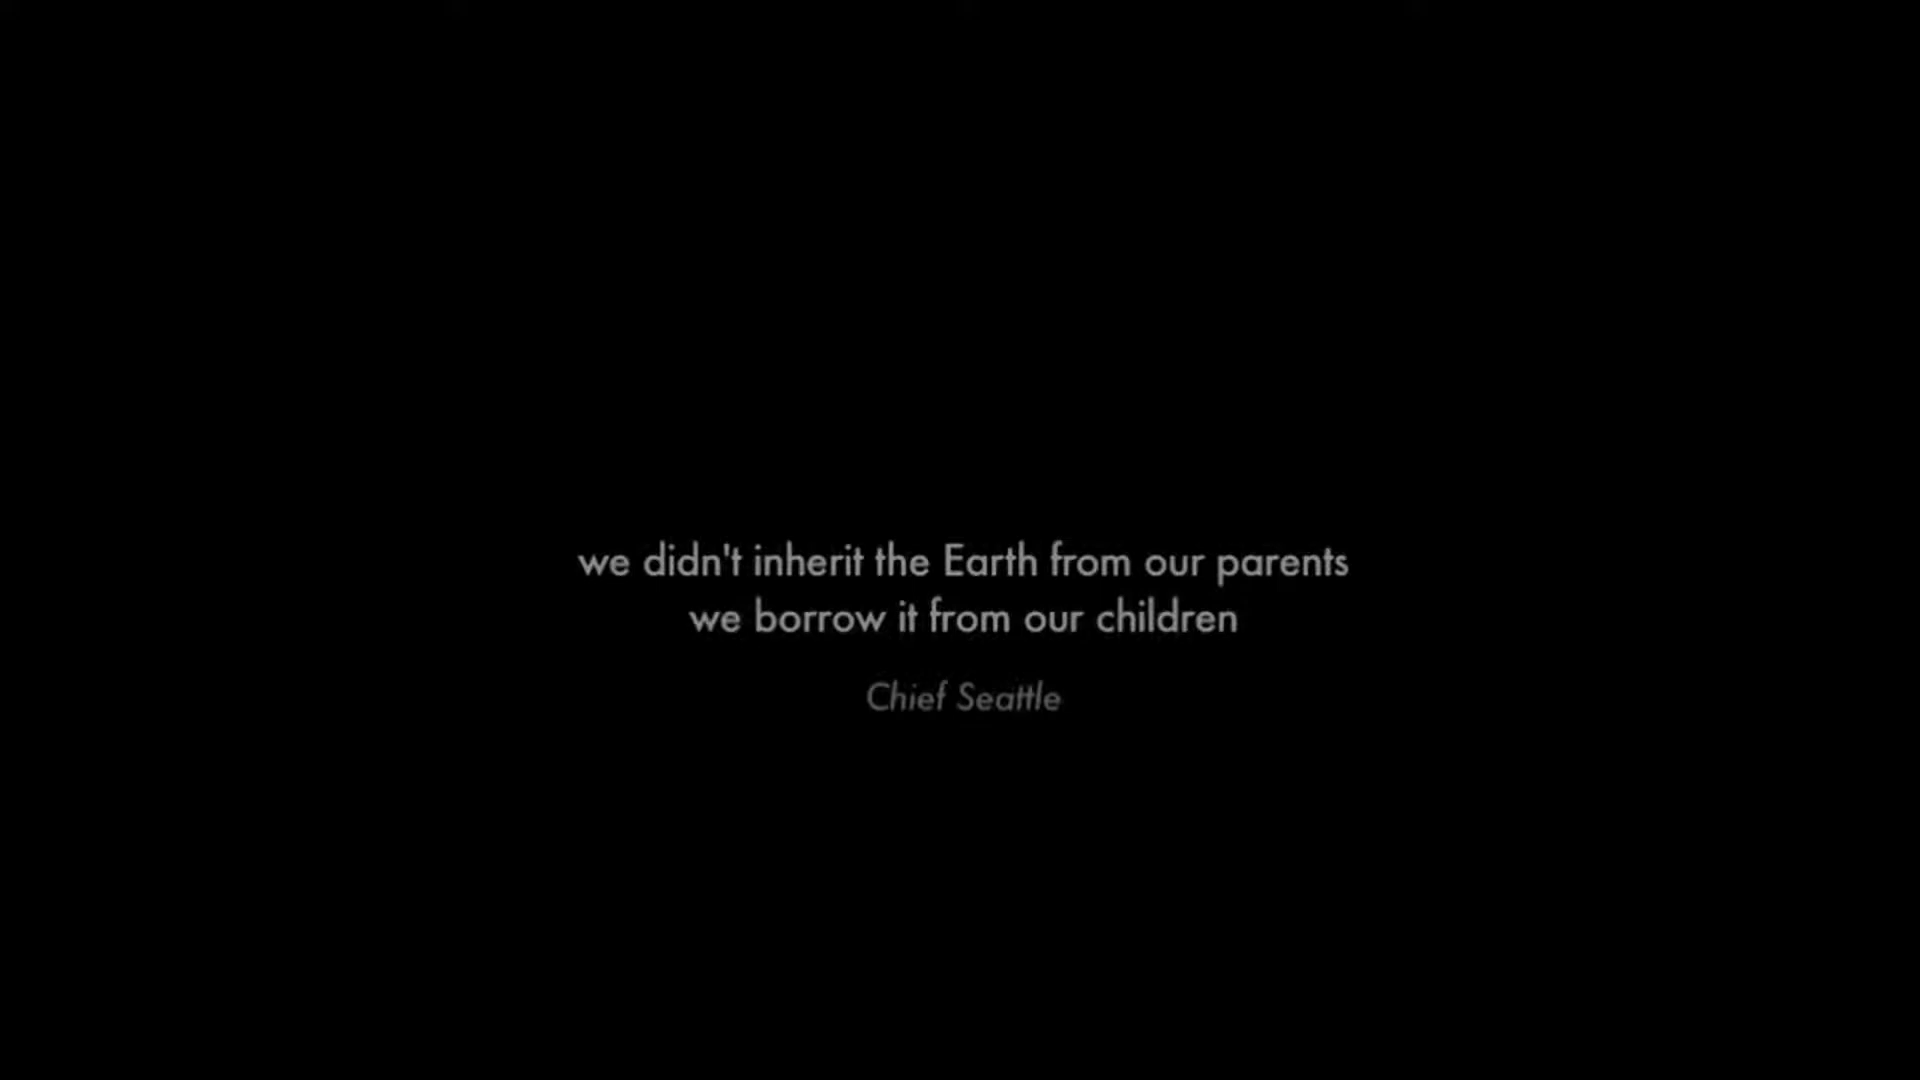 we didn't inherit the Earth from our parents
we borrow it from our children
Chief Seattle